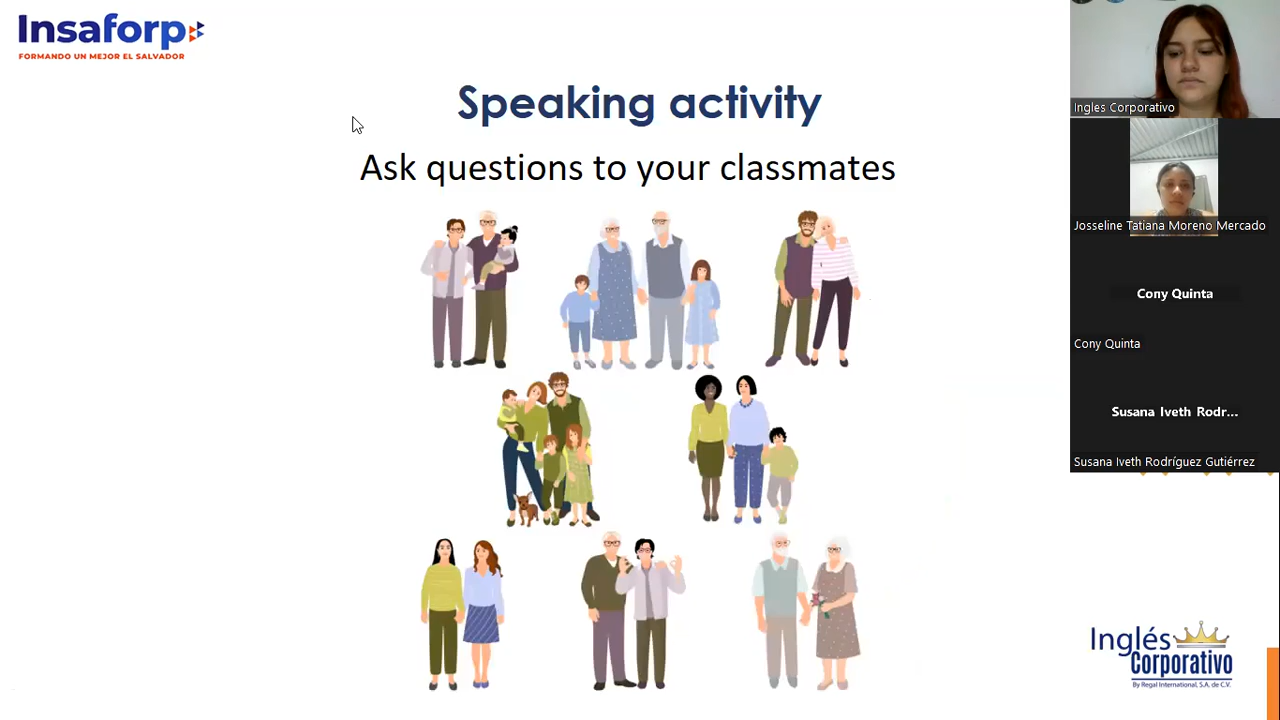 Insaforp
FORMANDO UN MEJOR EL SALVADOR
Speaking activity
Ask questions to your classmates
Ingles Corporativo
Josseline Tatiana Moreno Mercado
Cony Quinta
Cony Quinta
Susana Iveth Rodr...
Susana Iveth Rodríguez Gutiérrez
Inglés
Corporativo
By Regal International, S.A. de C.V.